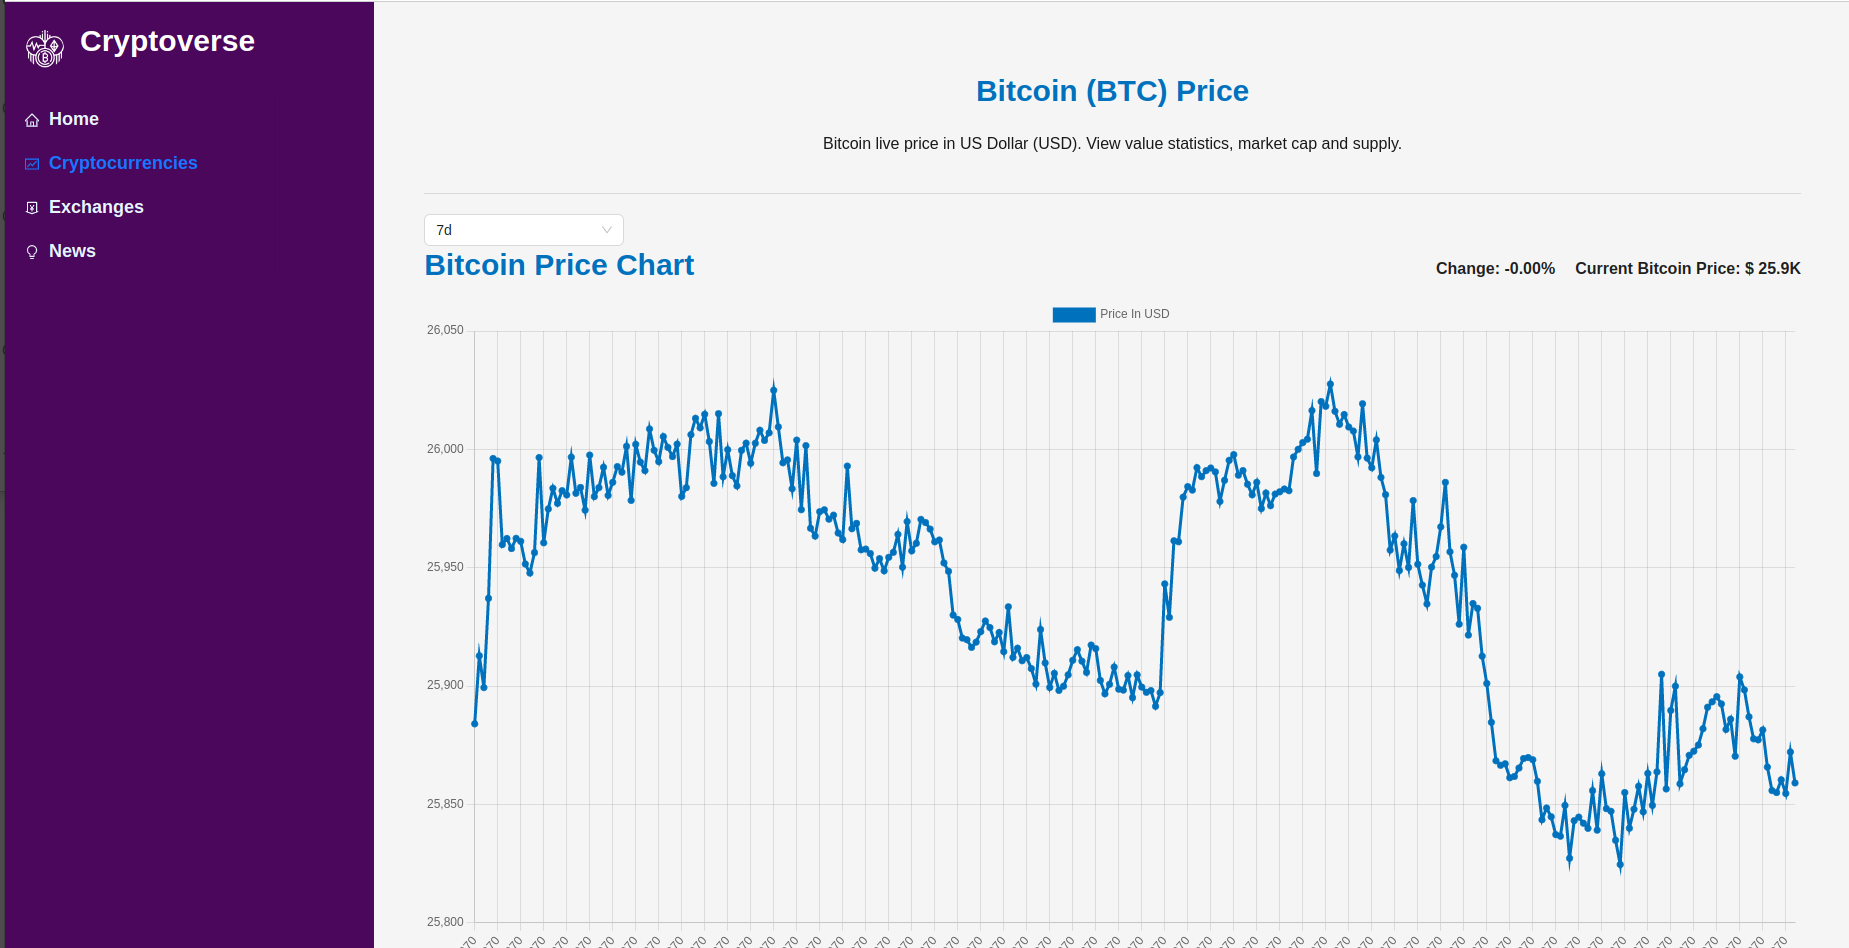 Cryptoverse
Home
Cryptocurrencies
Exchanges
News
Bitcoin (BTC) Price
Bitcoin live price in US Dollar (USD). View value statistics, market cap and supply.
7d
Bitcoin Price Chart
Change: -0.00%
Current Bitcoin Price: $ 25.9K
Price In USD
26,050
26,000
25,950
25,900
25,850
25,800